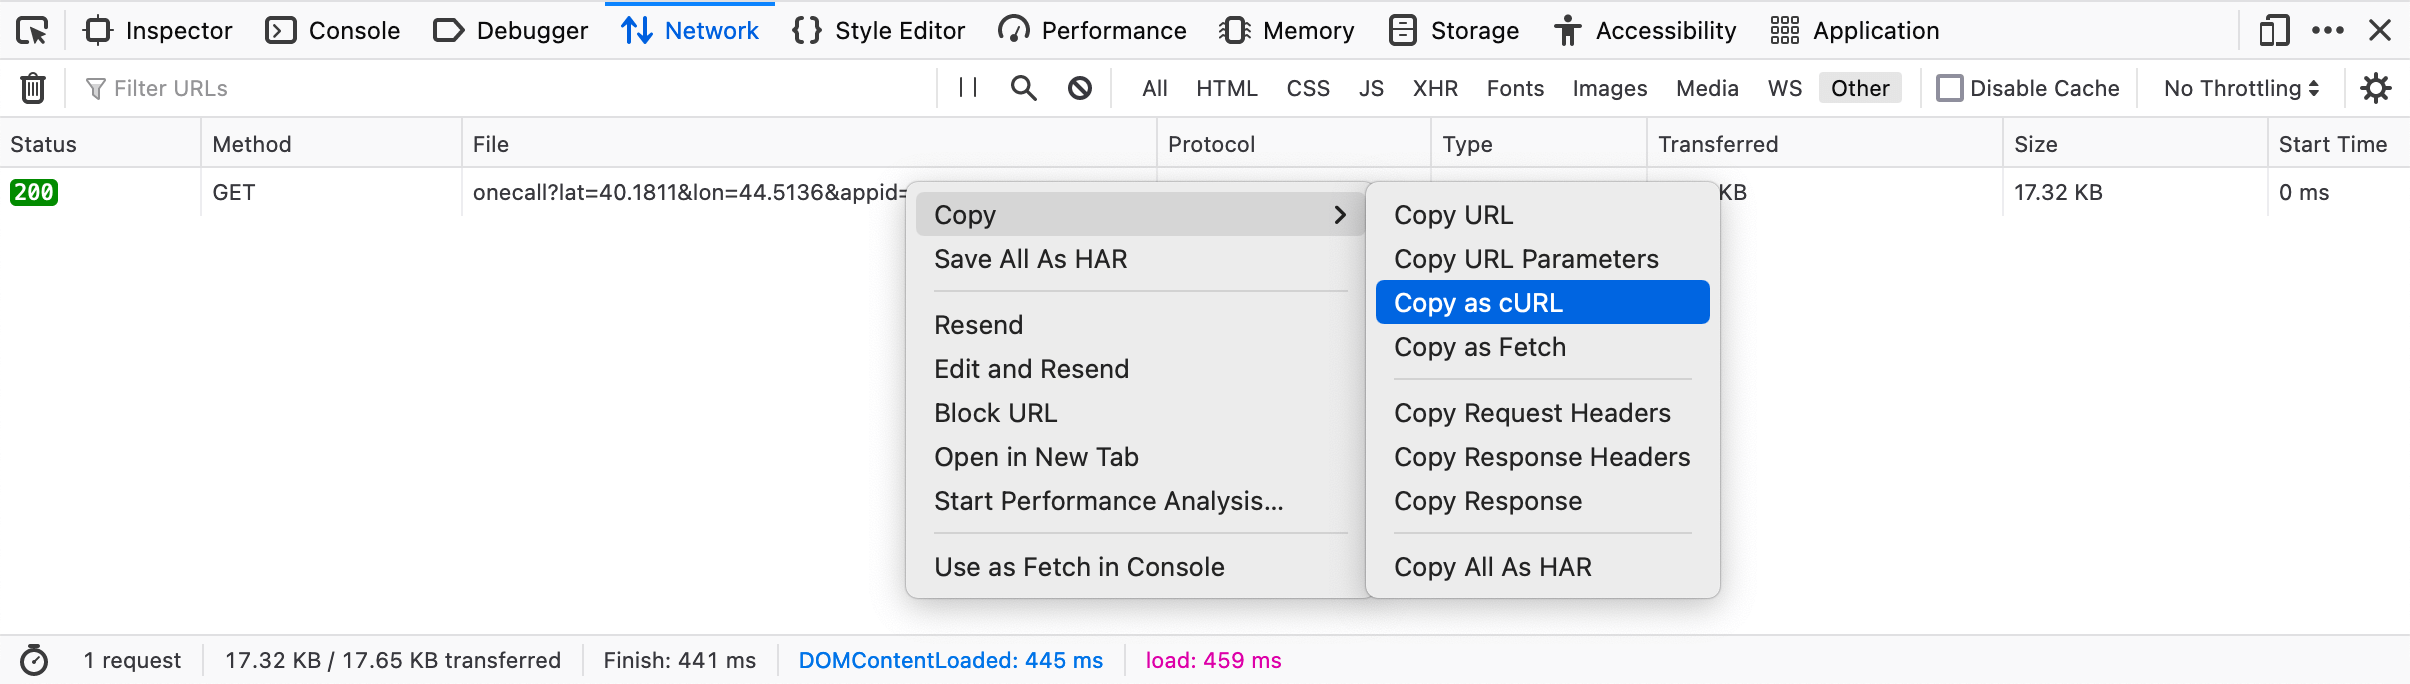 Inspector Console Debugger Network Style Editor Performance Memory Storage Accessibility Application
Filter URLs All HTML CSS JS XHR Fonts Images Media WS Other Disable Cache No Throttling
Status Method File Protocol Type Transferred Size Start Time
200 GET onecall?lat=40.1811&lon=44.5136&appid= KB 17.32 KB 0 ms
Copy
Save All As HAR
Resend
Edit and Resend
Block URL
Open in New Tab
Start Performance Analysis...
Use as Fetch in Console
Copy URL
Copy URL Parameters
Copy as cURL
Copy as Fetch
Copy Request Headers
Copy Response Headers
Copy Response
Copy All As HAR
1 request 17.32 KB / 17.65 KB transferred Finish: 441 ms DOMContentLoaded: 445 ms load: 459 ms